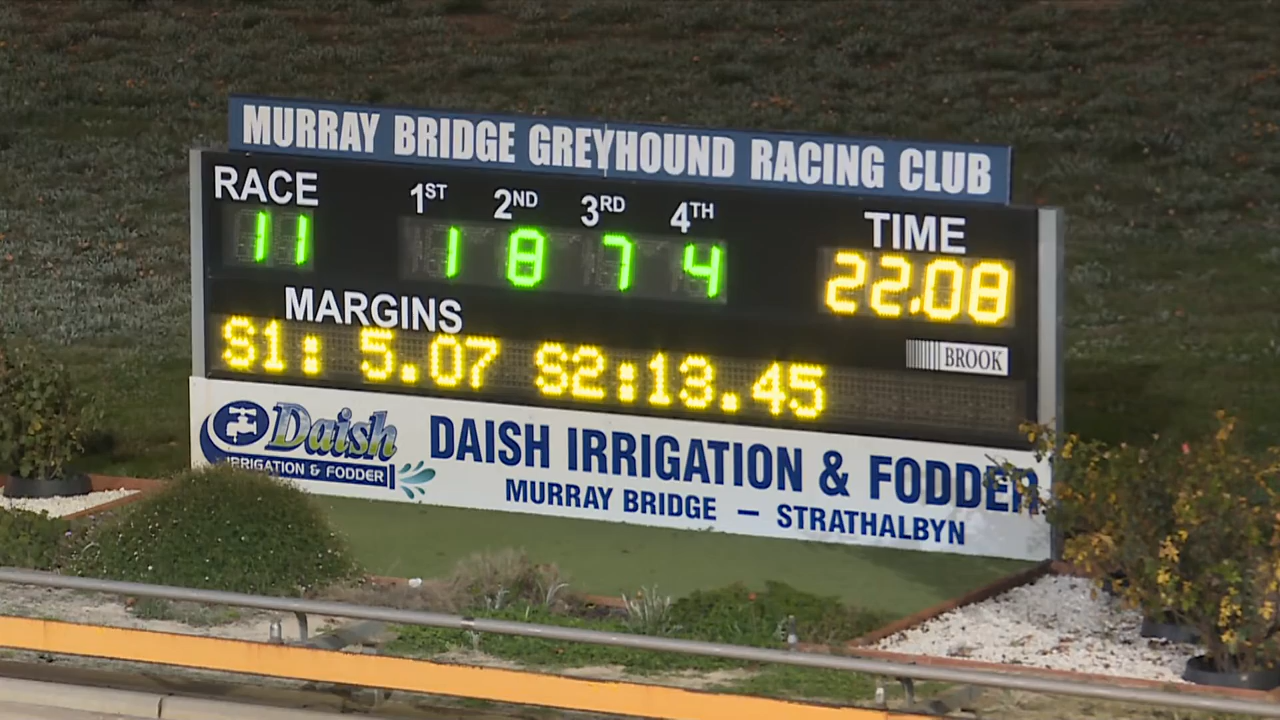 MURRAY BRIDGE GREYHOUND RACING CLUB
RACE 1ST 2ND 3RD 4TH TIME
11 1 8 7 4 22.08
MARGINS
BROOK
S1: 5.07 S2:13.45
Daish
IRRIGATION & FODDER
DAISH IRRIGATION & FODDER
MURRAY BRIDGE – STRATHALBYN